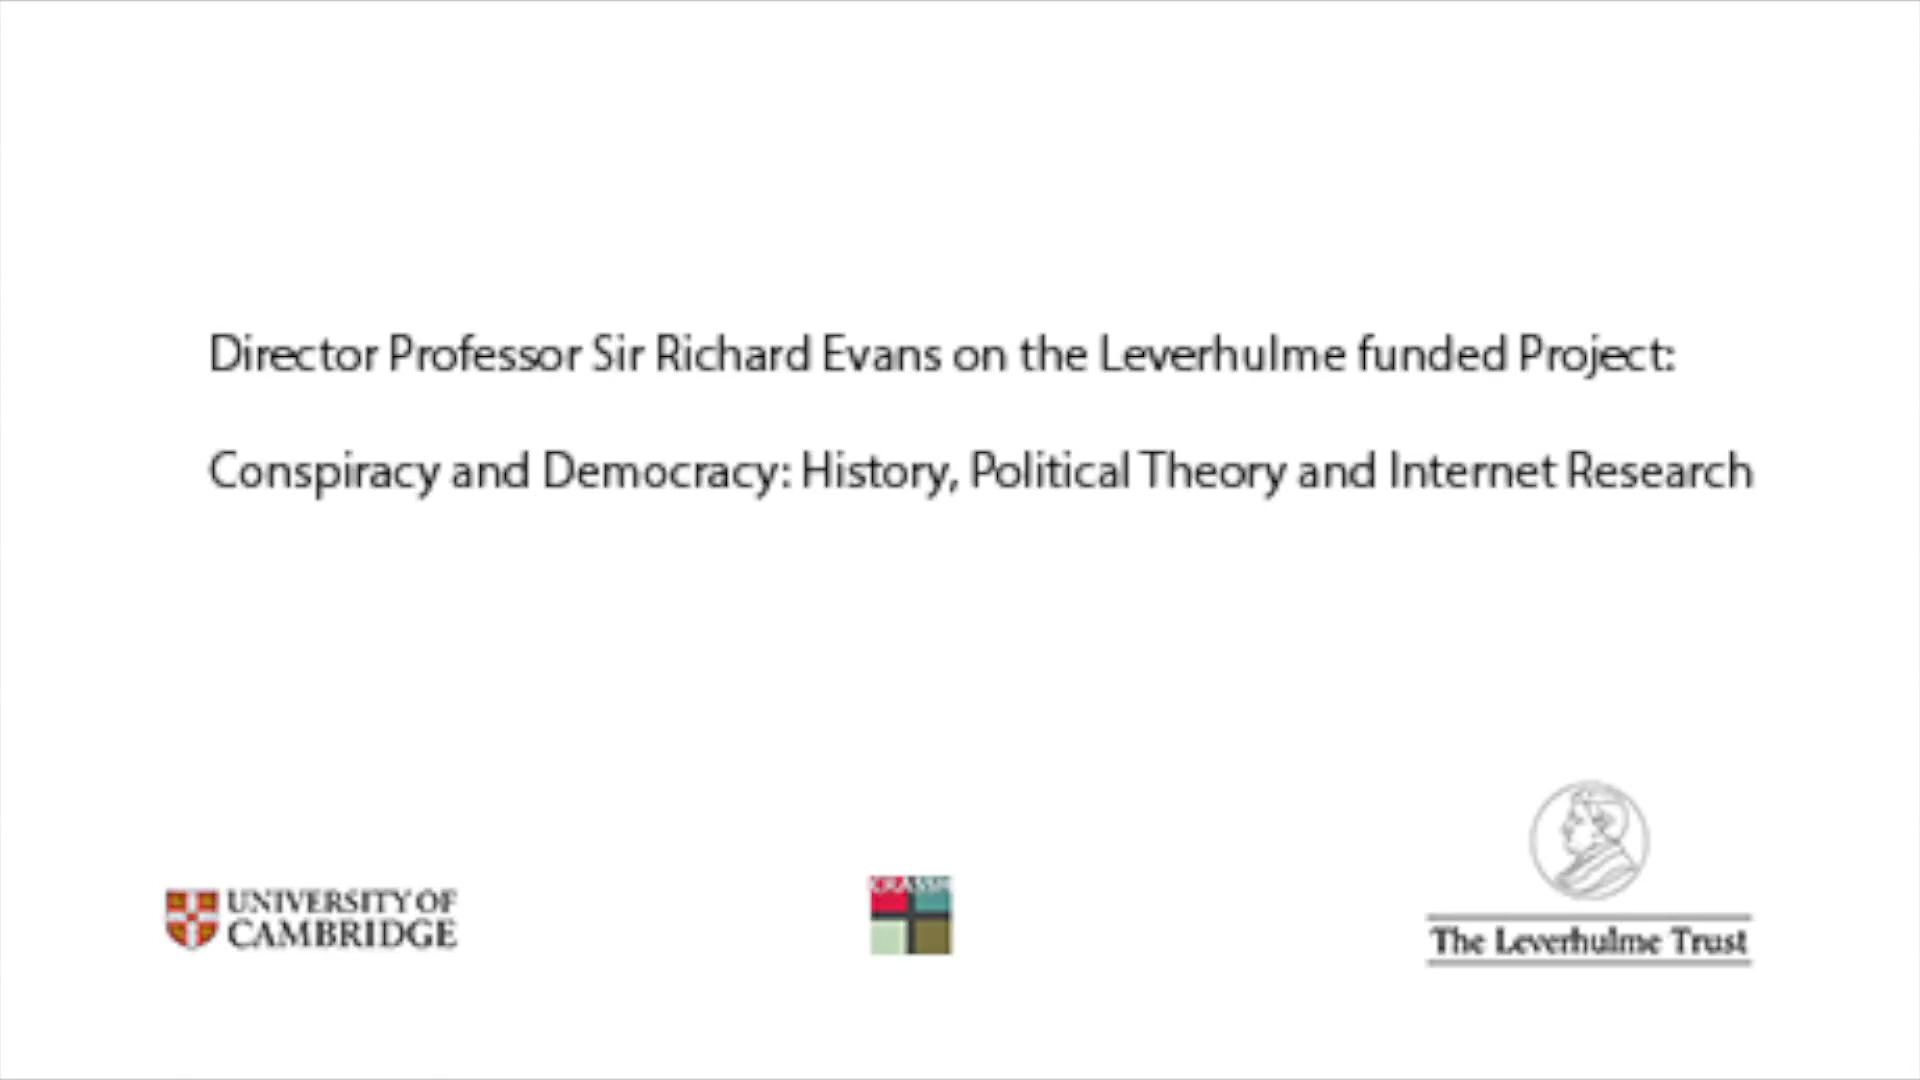 Director Professor Sir Richard Evans on the Leverhulme funded Project:
Conspiracy and Democracy: History, Political Theory and Internet Research
UNIVERSITY OF
CAMBRIDGE
CRASSH
The Leverhulme Trust